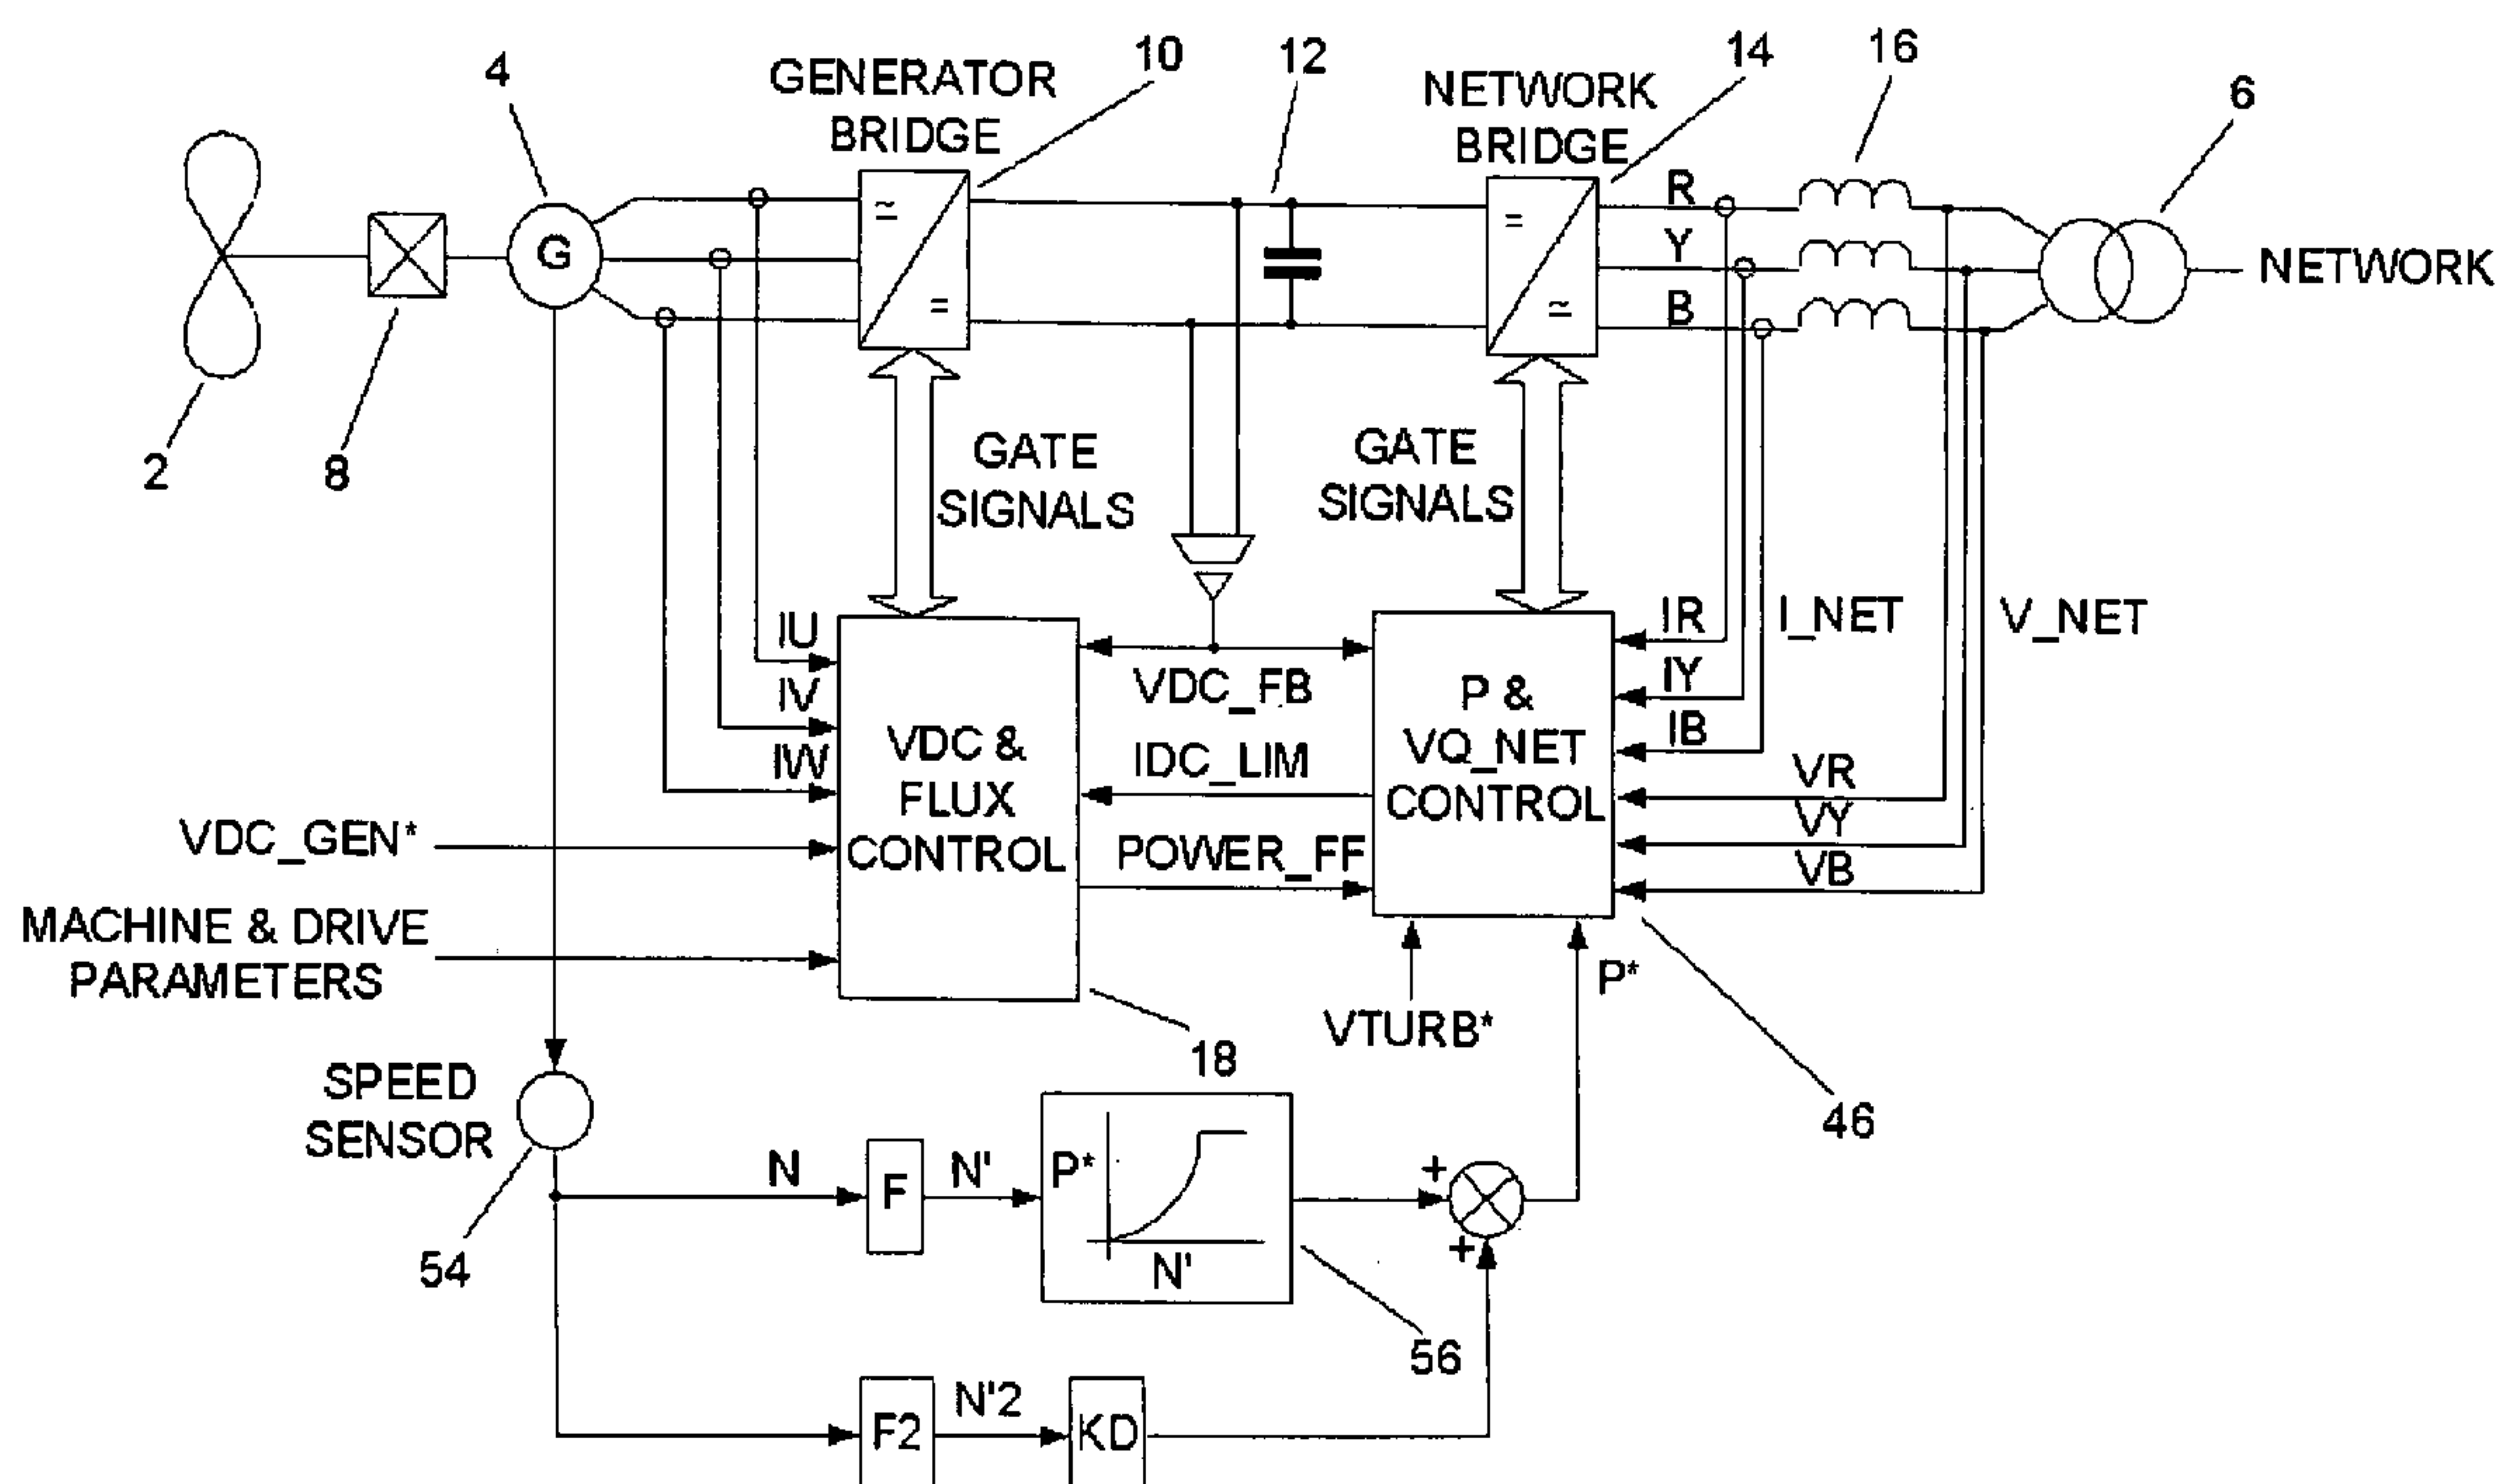 4
GENERATOR
BRIDGE
10
12
NETWORK
BRIDGE
14
16
6
G
≃
=
=
≃
R
Y
B
NETWORK
2
8
GATE
SIGNALS
GATE
SIGNALS
IU
IV
IW
VDC &
FLUX
CONTROL
VDC_FB
IDC_LIM
POWER_FF
P &
VQ_NET
CONTROL
IR
IY
IB
I_NET
V_NET
VR
VY
VB
VDC_GEN*
MACHINE & DRIVE
PARAMETERS
18
VTURB*
P*
46
SPEED
SENSOR
54
N
F
N'
P*
N'
+
+
56
F2
N'2
KD